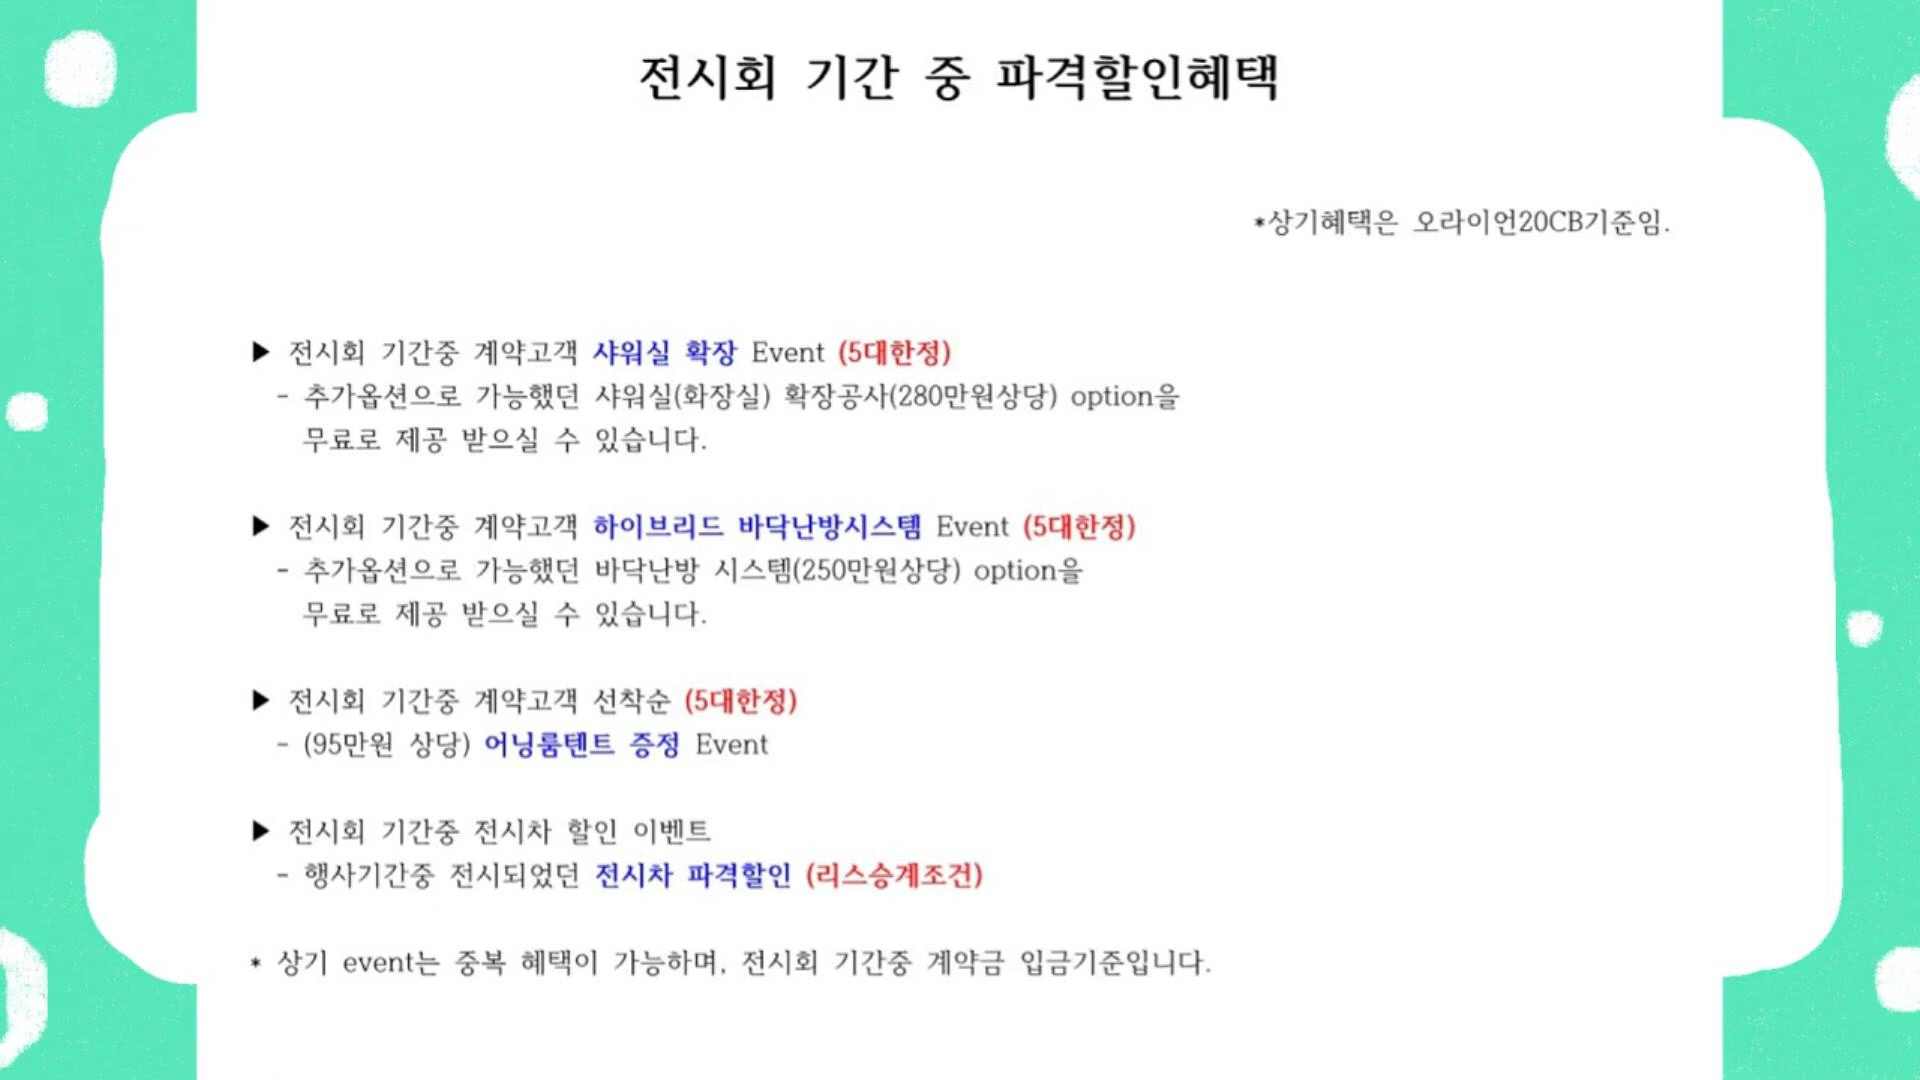 전시회 기간 중 파격할인혜택
*상기혜택은 오라이언20CB기준임.
▶ 전시회 기간중 계약고객 샤워실 확장 Event (5대한정)
- 추가옵션으로 가능했던 샤워실(화장실) 확장공사(280만원상당) option을
무료로 제공 받으실 수 있습니다.
▶ 전시회 기간중 계약고객 하이브리드 바닥난방시스템 Event (5대한정)
- 추가옵션으로 가능했던 바닥난방 시스템(250만원상당) option을
무료로 제공 받으실 수 있습니다.
▶ 전시회 기간중 계약고객 선착순 (5대한정)
- (95만원 상당) 어닝룸텐트 증정 Event
▶ 전시회 기간중 전시차 할인 이벤트
- 행사기간중 전시되었던 전시차 파격할인 (리스승계조건)
* 상기 event는 중복 혜택이 가능하며, 전시회 기간중 계약금 입금기준입니다.